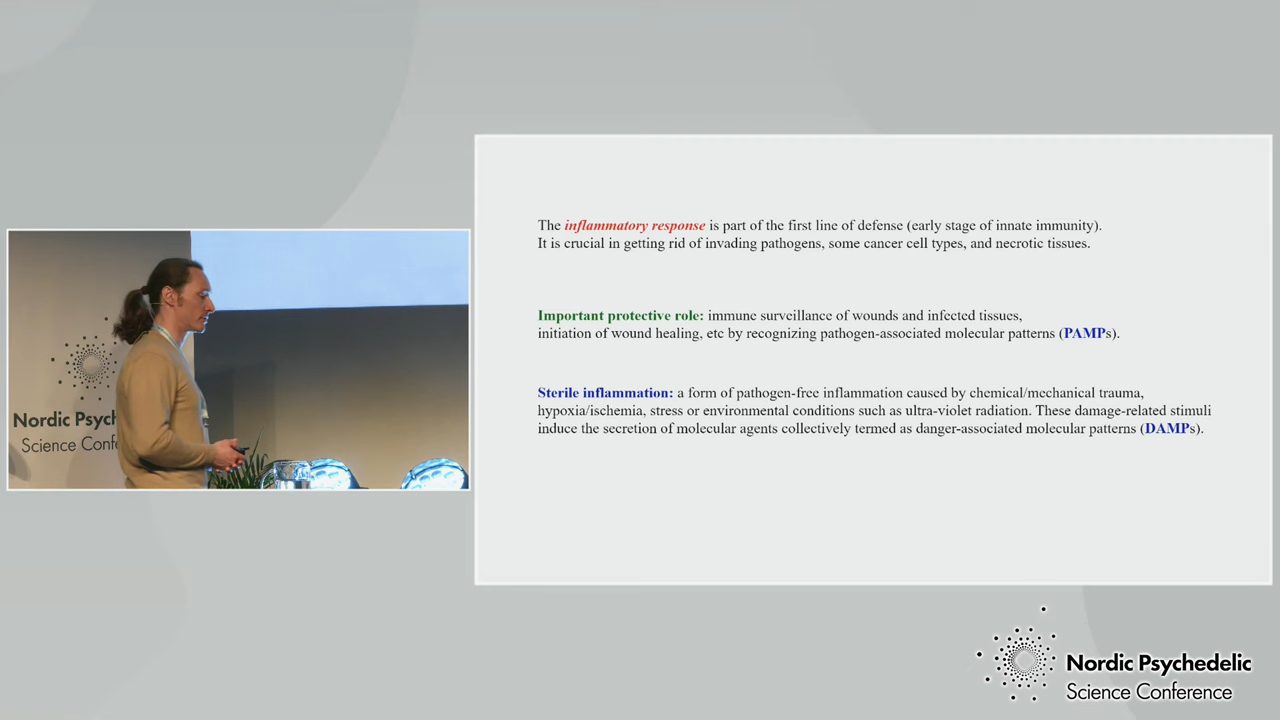 The inflammatory response is part of the first line of defense (early stage of innate immunity).
It is crucial in getting rid of invading pathogens, some cancer cell types, and necrotic tissues.
Important protective role: immune surveillance of wounds and infected tissues,
initiation of wound healing, etc by recognizing pathogen-associated molecular patterns (PAMPs).
Sterile inflammation: a form of pathogen-free inflammation caused by chemical/mechanical trauma,
hypoxia/ischemia, stress or environmental conditions such as ultra-violet radiation. These damage-related stimuli
induce the secretion of molecular agents collectively termed as danger-associated molecular patterns (DAMPs).
Nordic Psych
Science Conf
Nordic Psychedelic
Science Conference